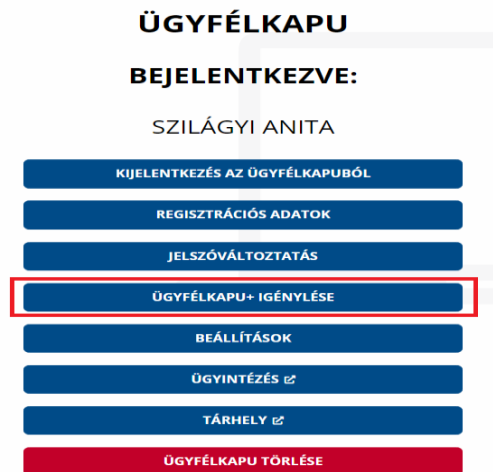 ÜGYFÉLKAPU
BEJELENTKEZVE:
SZILÁGYI ANITA
KIJELENTKEZÉS AZ ÜGYFÉLKAPUBÓL
REGISZTRÁCIÓS ADATOK
JELSZÓVÁLTOZTATÁS
ÜGYFÉLKAPU+ IGÉNYLÉSE
BEÁLLÍTÁSOK
ÜGYINTÉZÉS
TÁRHELY
ÜGYFÉLKAPU TÖRLÉSE